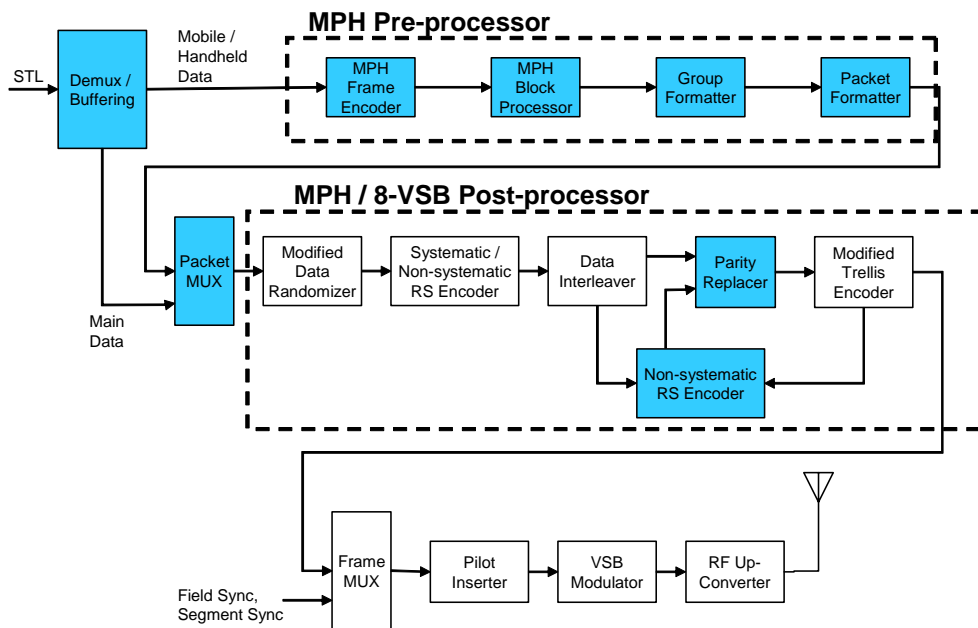 MPH Pre-processor
STL
Demux /
Buffering
Mobile /
Handheld
Data
MPH
Frame
Encoder
MPH
Block
Processor
Group
Formatter
Packet
Formatter
MPH / 8-VSB Post-processor
Main
Data
Packet
MUX
Modified
Data
Randomizer
Systematic /
Non-systematic
RS Encoder
Data
Interleaver
Parity
Replacer
Modified
Trellis
Encoder
Non-systematic
RS Encoder
Field Sync,
Segment Sync
Frame
MUX
Pilot
Inserter
VSB
Modulator
RF Up-
Converter